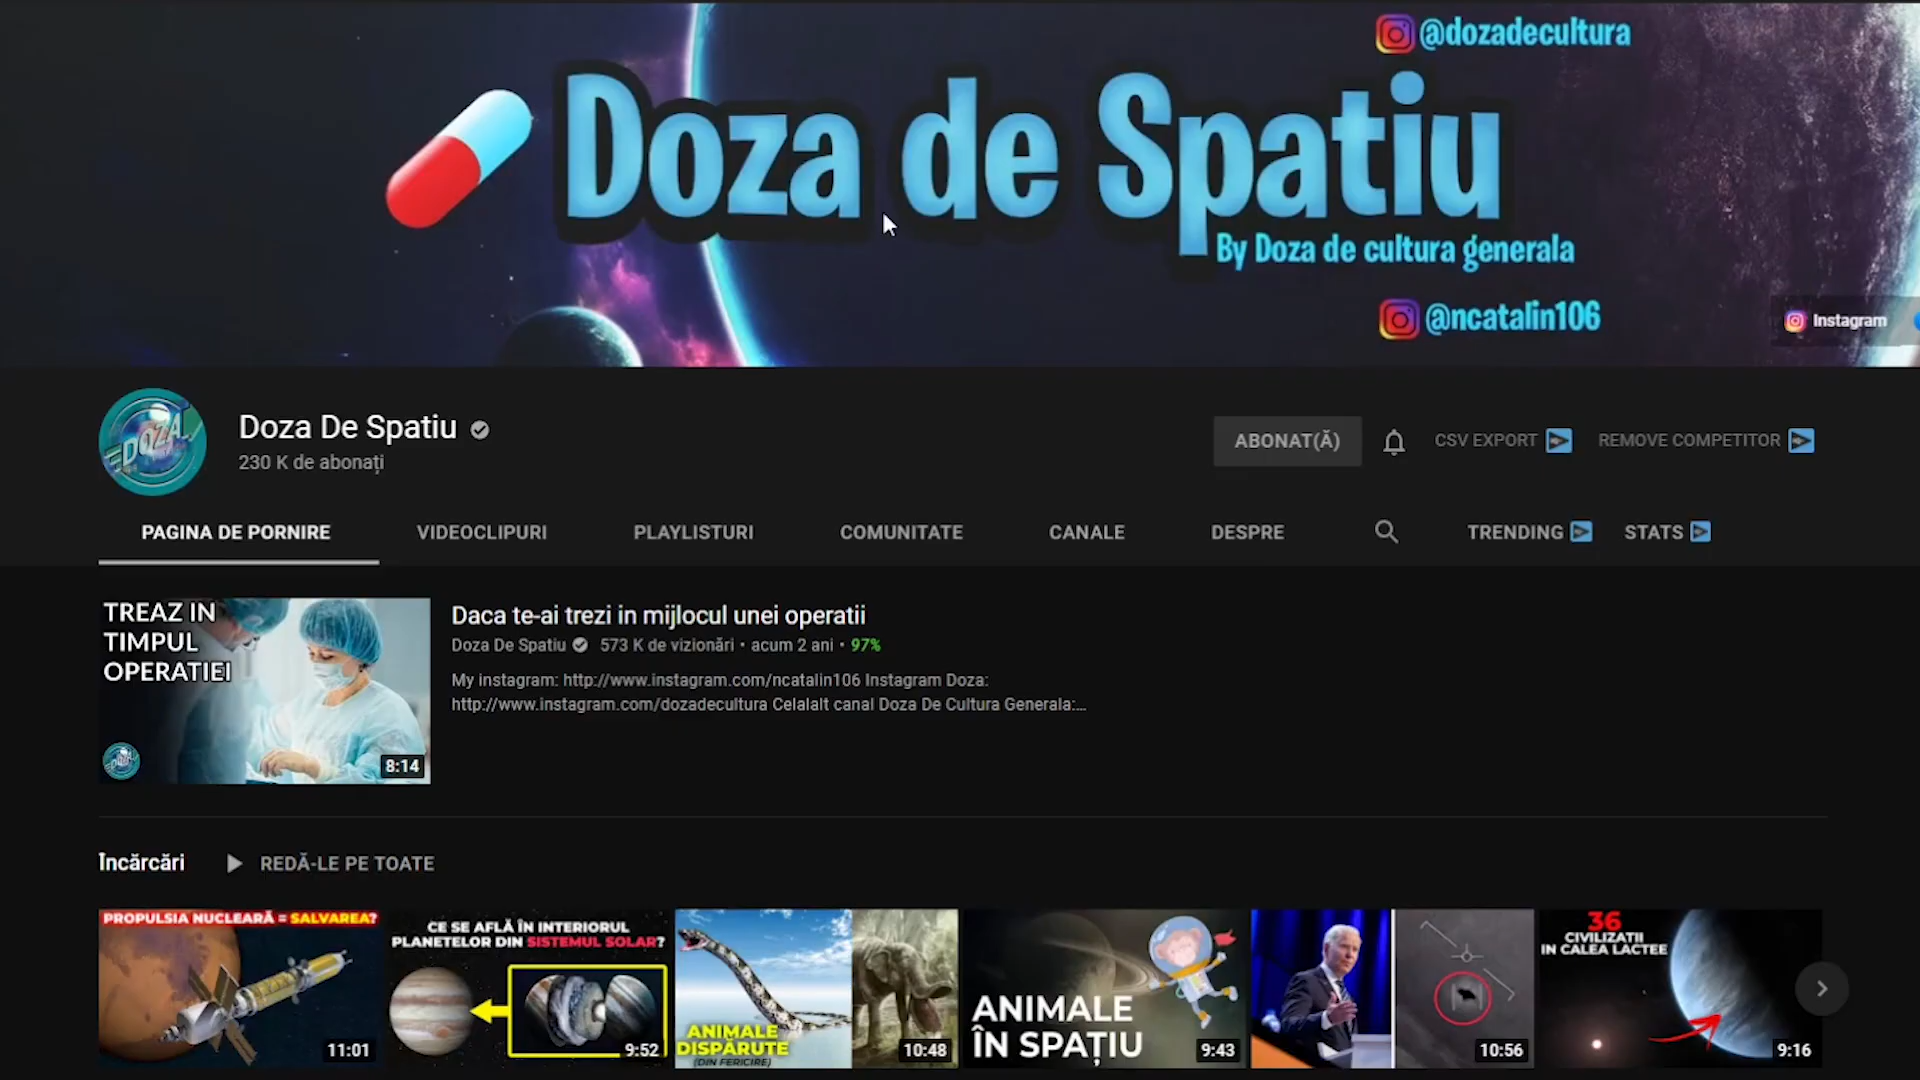 @dozadecultura
Doza de Spatiu
By Doza de cultura generala
@ncatalin106
Instagram
DOZA
Doza De Spatiu
230 K de abonați
ABONAT(Ă)
CSV EXPORT
REMOVE COMPETITOR
PAGINA DE PORNIRE
VIDEOCLIPURI
PLAYLISTURI
COMUNITATE
CANALE
DESPRE
TRENDING
STATS
TREAZ IN
TIMPUL
OPERATIEI
8:14
Daca te-ai trezi in mijlocul unei operatii
Doza De Spatiu 573 K de vizionări • acum 2 ani • 97%
My instagram: http://www.instagram.com/ncatalin106 Instagram Doza:
http://www.instagram.com/dozadecultura Celalalt canal Doza De Cultura Generala:...
Încărcări
REDĂ-LE PE TOATE
PROPULSIA NUCLEARĂ = SALVAREA?
11:01
CE SE AFLĂ ÎN INTERIORUL
PLANETELOR DIN SISTEMUL SOLAR?
9:52
ANIMALE
DISPĂRUTE
(DIN FERICIRE)
10:48
ANIMALE
ÎN SPAȚIU
9:43
10:56
36
CIVILIZATII
IN CALEA LACTEE
9:16